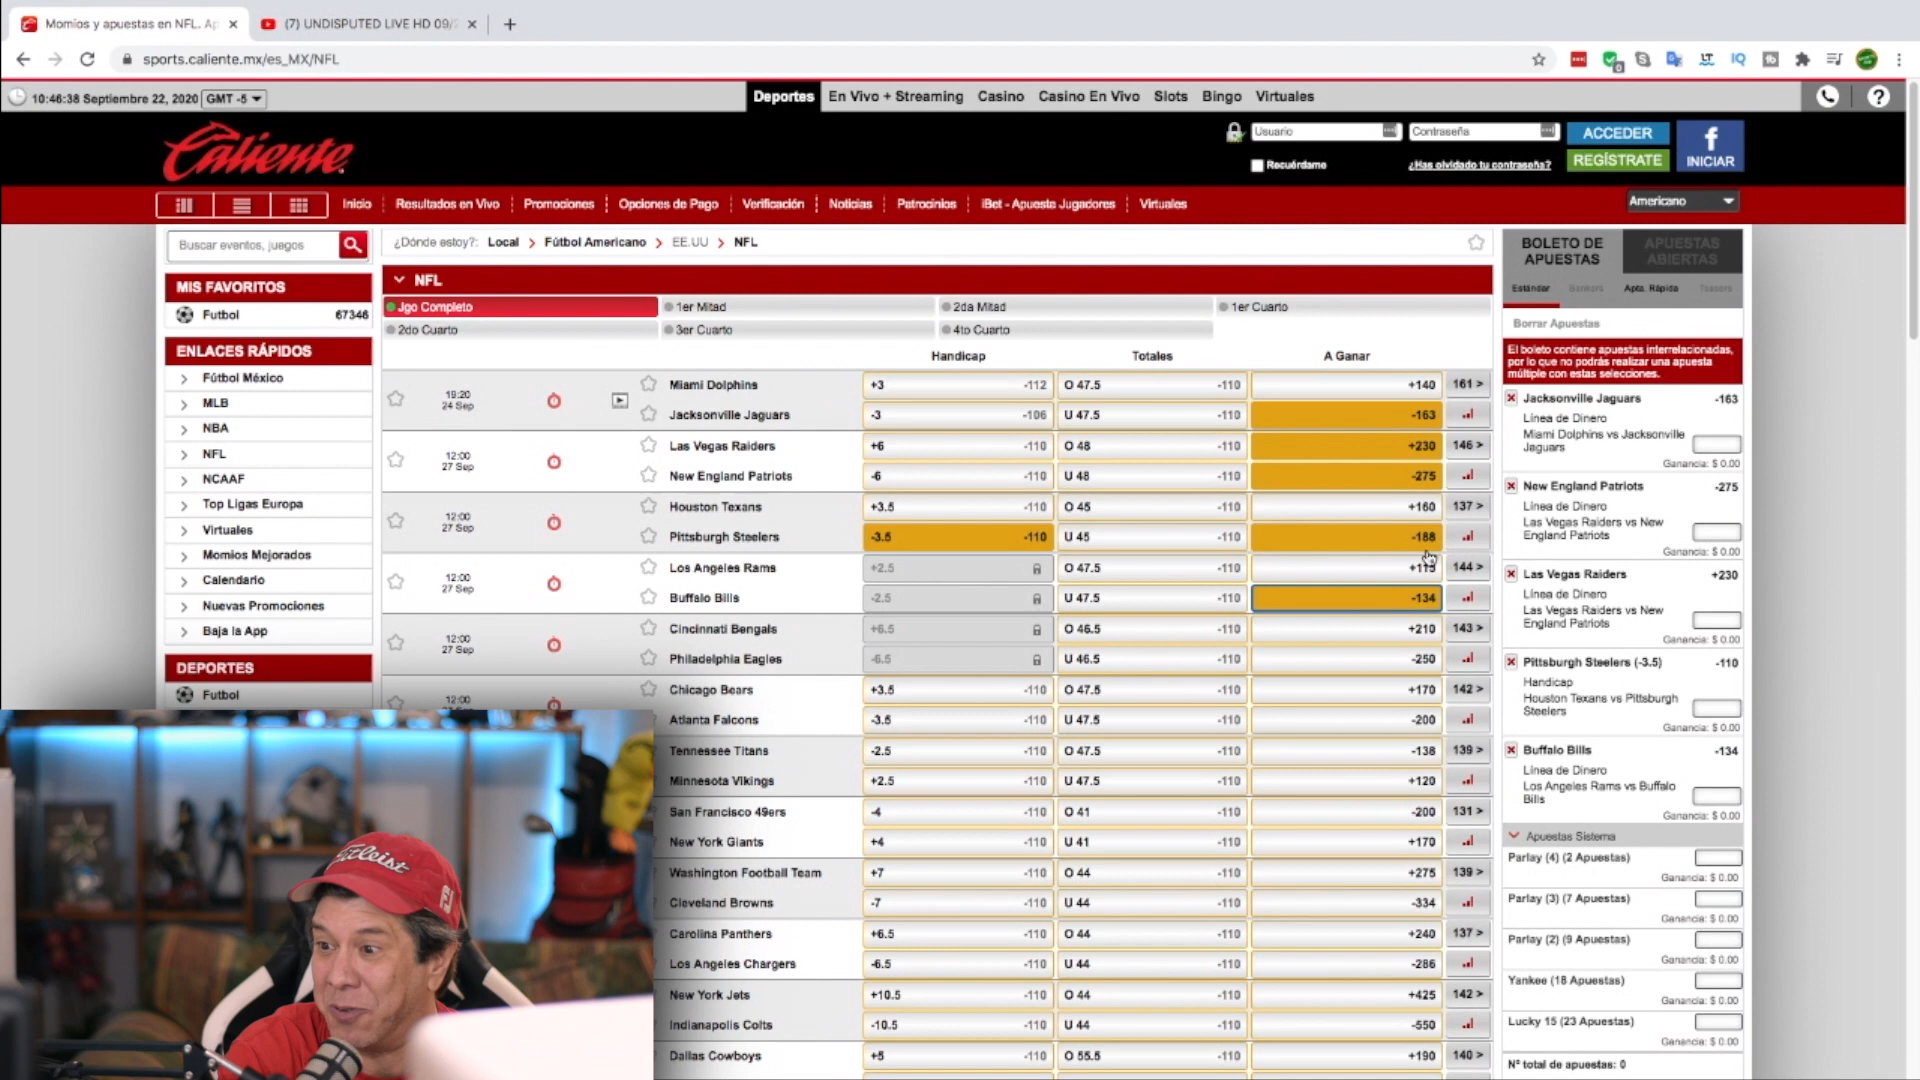 Momios y apuestas en NFL. Ap
(7) UNDISPUTED LIVE HD 09/2
sports.caliente.mx/es_MX/NFL
10:46:38 Septiembre 22, 2020 GMT -5
Deportes En Vivo + Streaming Casino Casino En Vivo Slots Bingo Virtuales
Caliente
Usuario Contraseña ACCEDER
Recuérdame ¿Has olvidado tu contraseña? REGÍSTRATE
f INICIAR
Inicio Resultados en Vivo Promociones Opciones de Pago Verificación Noticias Patrocinios iBet - Apuesta Jugadores Virtuales
Americano
Buscar eventos, juegos
MIS FAVORITOS
Futbol 67346
ENLACES RÁPIDOS
Fútbol México
MLB
NBA
NFL
NCAAF
Top Ligas Europa
Virtuales
Momios Mejorados
Calendario
Nuevas Promociones
Baja la App
DEPORTES
Futbol
¿Dónde estoy?: Local > Fútbol Americano > EE.UU > NFL
NFL
Jgo Completo 1er Mitad 2da Mitad 1er Cuarto
2do Cuarto 3er Cuarto 4to Cuarto
Handicap Totales A Ganar
19:20
24 Sep
Miami Dolphins +3 -112 O 47.5 -110 +140 161 >
Jacksonville Jaguars -3 -106 U 47.5 -110 -163
12:00
27 Sep
Las Vegas Raiders +6 -110 O 48 -110 +230 146 >
New England Patriots -6 -110 U 48 -110 -275
12:00
27 Sep
Houston Texans +3.5 -110 O 45 -110 +160 137 >
Pittsburgh Steelers -3.5 -110 U 45 -110 -188
12:00
27 Sep
Los Angeles Rams +2.5 O 47.5 -110 +115 144 >
Buffalo Bills -2.5 U 47.5 -110 -134
12:00
27 Sep
Cincinnati Bengals +6.5 O 46.5 -110 +210 143 >
Philadelphia Eagles -6.5 U 46.5 -110 -250
12:00
Chicago Bears +3.5 -110 O 47.5 -110 +170 142 >
Atlanta Falcons -3.5 -110 U 47.5 -110 -200
Tennessee Titans -2.5 -110 O 47.5 -110 -138 139 >
Minnesota Vikings +2.5 -110 U 47.5 -110 +120
San Francisco 49ers -4 -110 O 41 -110 -200 131 >
New York Giants +4 -110 U 41 -110 +170
Washington Football Team +7 -110 O 44 -110 +275 139 >
Cleveland Browns -7 -110 U 44 -110 -334
Carolina Panthers +6.5 -110 O 44 -110 +240 137 >
Los Angeles Chargers -6.5 -110 U 44 -110 -286
New York Jets +10.5 -110 O 44 -110 +425 142 >
Indianapolis Colts -10.5 -110 U 44 -110 -550
Dallas Cowboys +5 -110 O 55.5 -110 +190 140 >
BOLETO DE APUESTAS
APUESTAS ABIERTAS
Estándar Bankers Apta. Rápida Teasers
Borrar Apuestas
El boleto contiene apuestas interrelacionadas,
por lo que no podrás realizar una apuesta
múltiple con estas selecciones.
Jacksonville Jaguars -163
Línea de Dinero
Miami Dolphins vs Jacksonville
Jaguars
Ganancia: $ 0.00
New England Patriots -275
Línea de Dinero
Las Vegas Raiders vs New
England Patriots
Ganancia: $ 0.00
Las Vegas Raiders +230
Línea de Dinero
Las Vegas Raiders vs New
England Patriots
Ganancia: $ 0.00
Pittsburgh Steelers (-3.5) -110
Handicap
Houston Texans vs Pittsburgh
Steelers
Ganancia: $ 0.00
Buffalo Bills -134
Línea de Dinero
Los Angeles Rams vs Buffalo
Bills
Ganancia: $ 0.00
Apuestas Sistema
Parlay (4) (2 Apuestas)
Ganancia: $ 0.00
Parlay (3) (7 Apuestas)
Ganancia: $ 0.00
Parlay (2) (9 Apuestas)
Ganancia: $ 0.00
Yankee (18 Apuestas)
Ganancia: $ 0.00
Lucky 15 (23 Apuestas)
Ganancia: $ 0.00
Nº total de apuestas: 0
Titleist